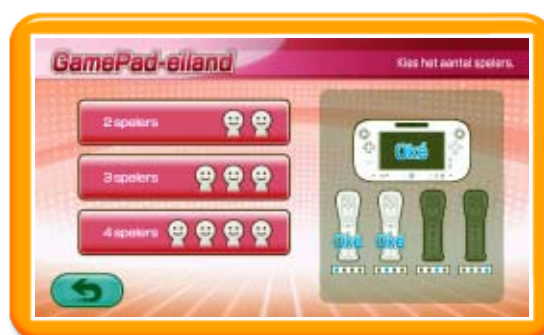 GamePad-eiland
Kies het aantal spelers.
2 spelers
3 spelers
4 spelers
Oké
Oké
Oké